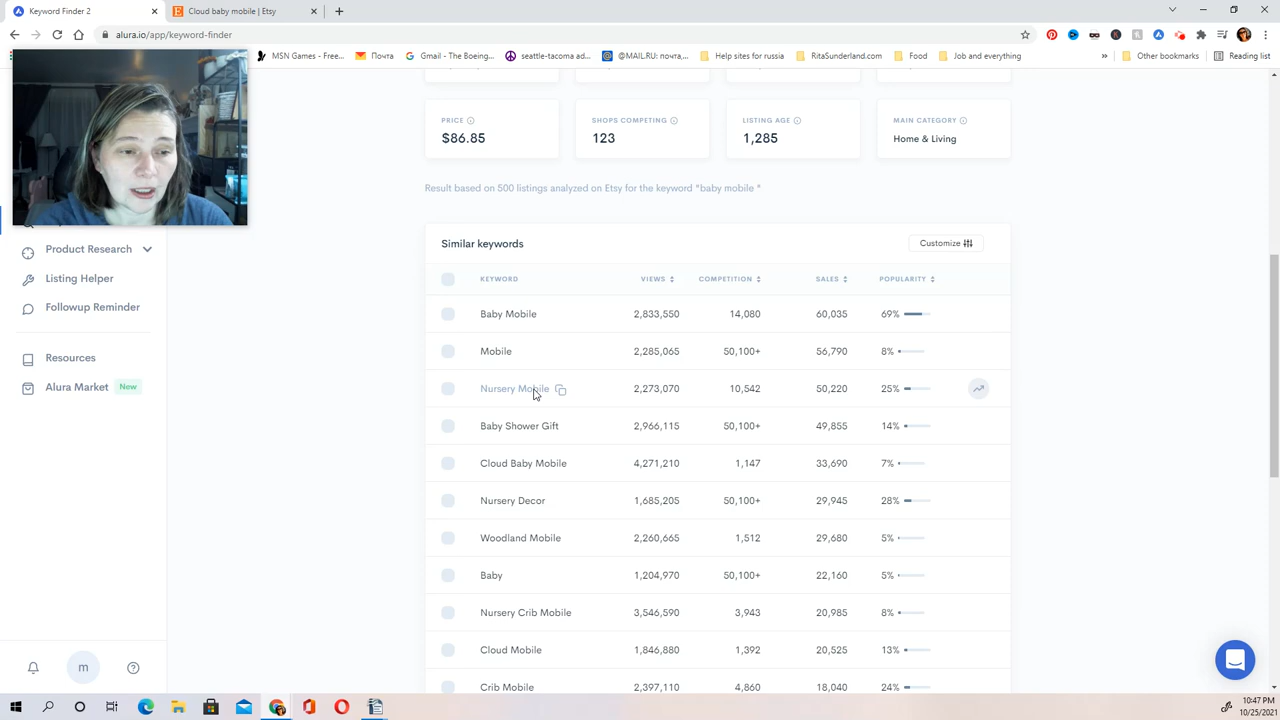 Keyword Finder 2
Cloud baby mobile | Etsy
alura.io/app/keyword-finder
MSN Games - Free...
Почта
Gmail - The Boeing...
seattle-tacoma ad...
@MAIL.RU: почта,...
Help sites for russia
RitaSunderland.com
Food
Job and everything
Other bookmarks
Reading list
PRICE
$86.85
SHOPS COMPETING
123
LISTING AGE
1,285
MAIN CATEGORY
Home & Living
Result based on 500 listings analyzed on Etsy for the keyword "baby mobile "
Product Research
Listing Helper
Followup Reminder
Resources
Alura Market New
m
Similar keywords
Customize
KEYWORD VIEWS COMPETITION SALES POPULARITY
Baby Mobile 2,833,550 14,080 60,035 69%
Mobile 2,285,065 50,100+ 56,790 8%
Nursery Mobile 2,273,070 10,542 50,220 25%
Baby Shower Gift 2,966,115 50,100+ 49,855 14%
Cloud Baby Mobile 4,271,210 1,147 33,690 7%
Nursery Decor 1,685,205 50,100+ 29,945 28%
Woodland Mobile 2,260,665 1,512 29,680 5%
Baby 1,204,970 50,100+ 22,160 5%
Nursery Crib Mobile 3,546,590 3,943 20,985 8%
Cloud Mobile 1,846,880 1,392 20,525 13%
Crib Mobile 2,397,110 4,860 18,040 24%
10:47 PM
10/25/2021